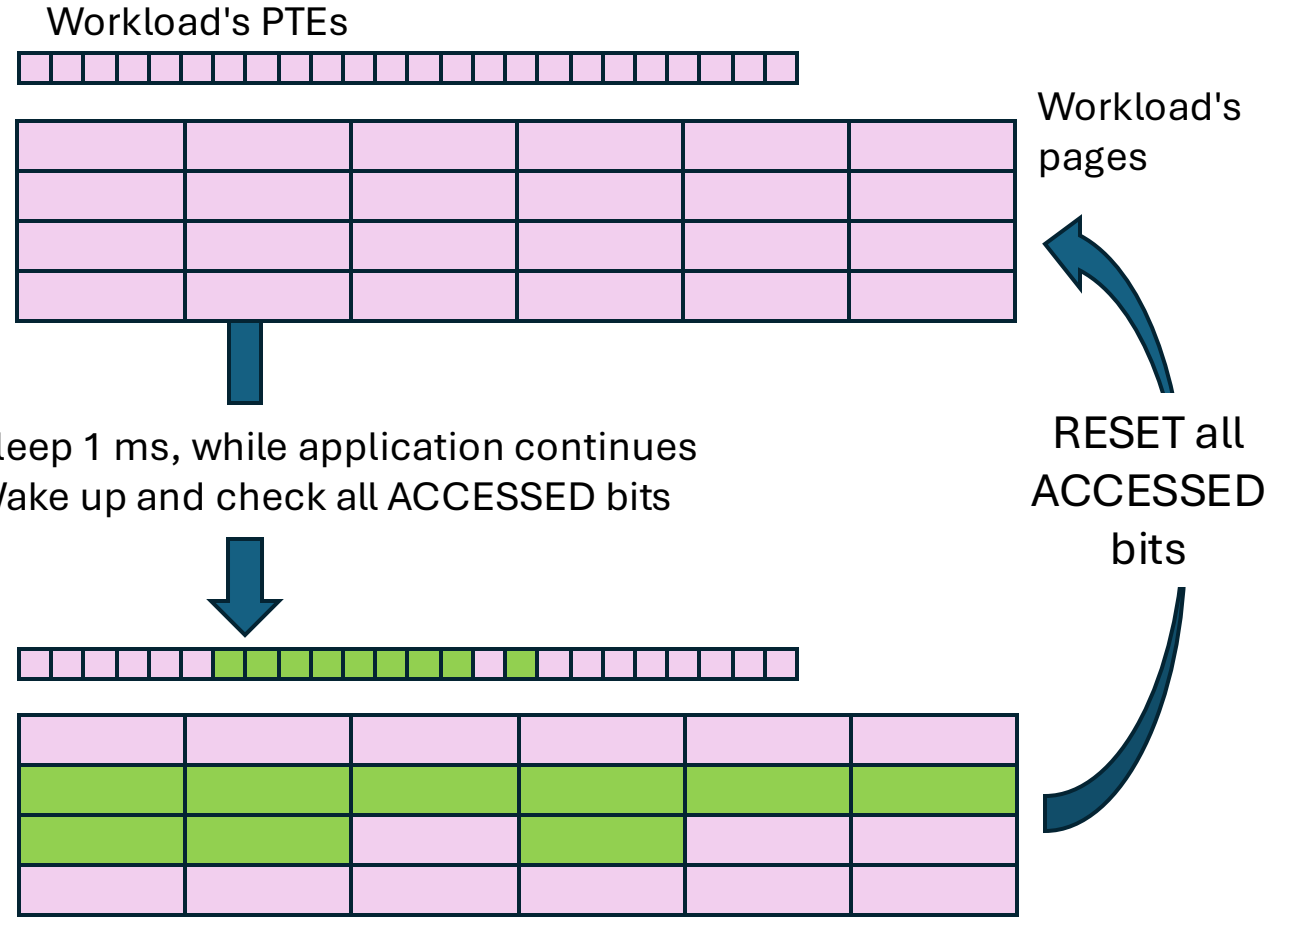 Workload's PTEs
Workload's
pages
leep 1 ms, while application continues
ake up and check all ACCESSED bits
RESET all
ACCESSED
bits